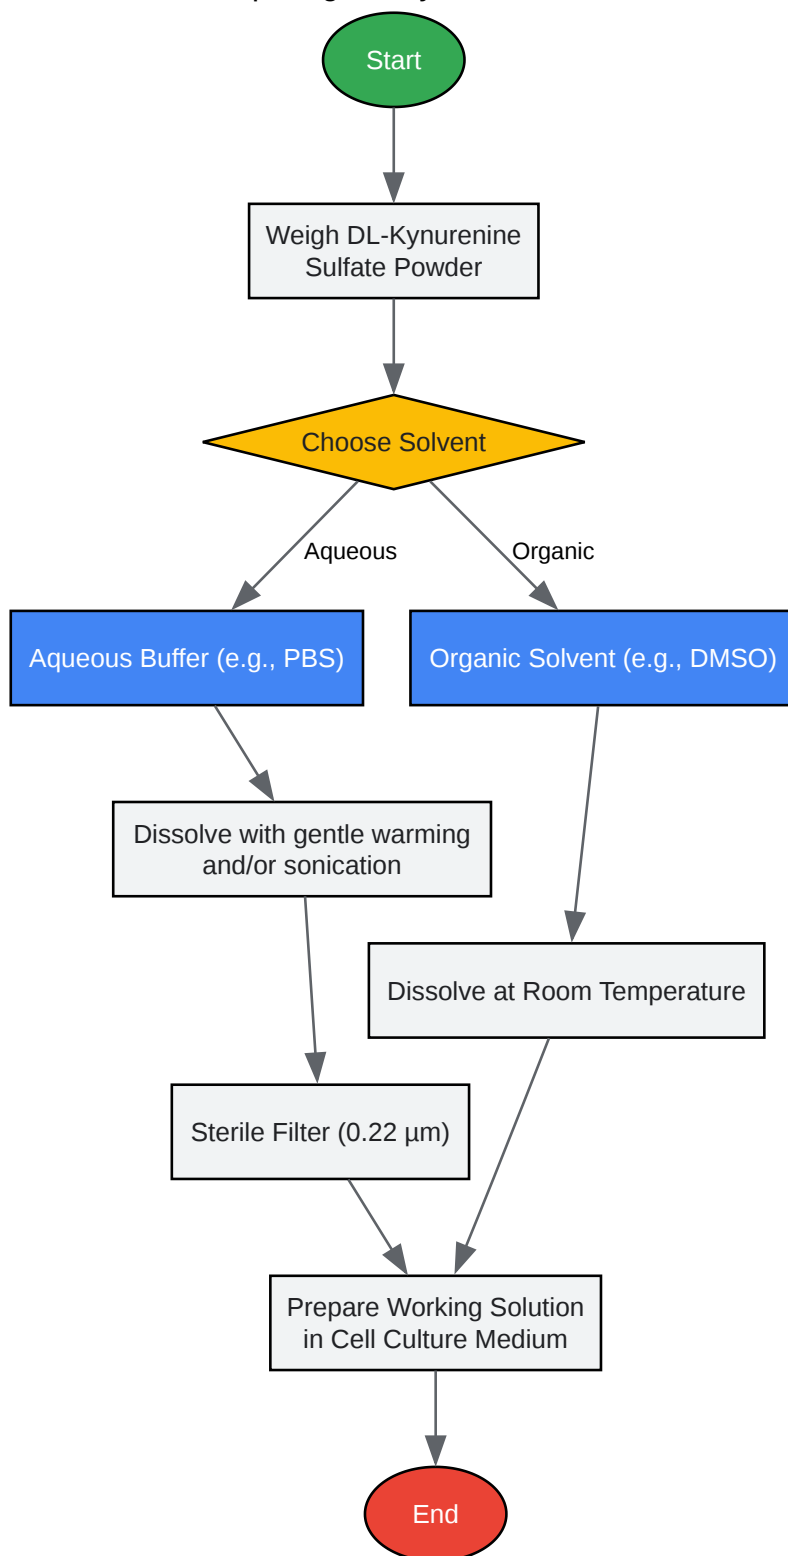 Start
Weigh DL-Kynurenine
Sulfate Powder
Choose Solvent
Aqueous
Organic
Aqueous Buffer (e.g., PBS)
Organic Solvent (e.g., DMSO)
Dissolve with gentle warming
and/or sonication
Dissolve at Room Temperature
Sterile Filter (0.22 µm)
Prepare Working Solution
in Cell Culture Medium
End